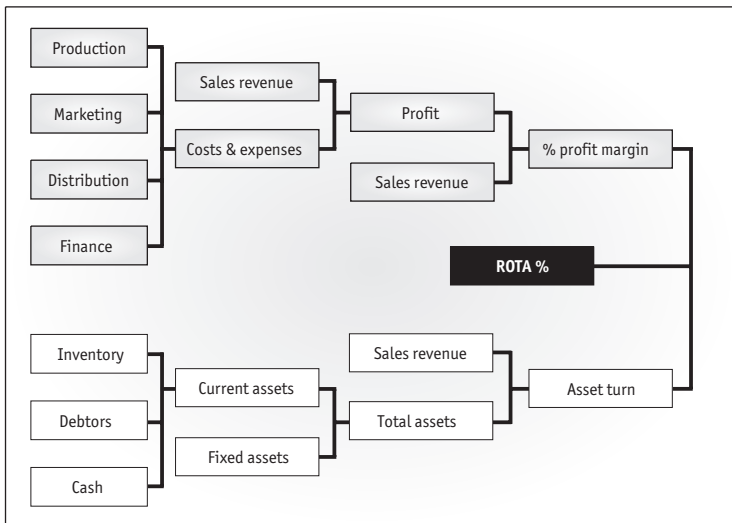 Production
Sales revenue
Marketing
Profit
Costs & expenses
% profit margin
Distribution
Sales revenue
Finance
ROTA %
Inventory
Sales revenue
Current assets
Asset turn
Debtors
Total assets
Fixed assets
Cash